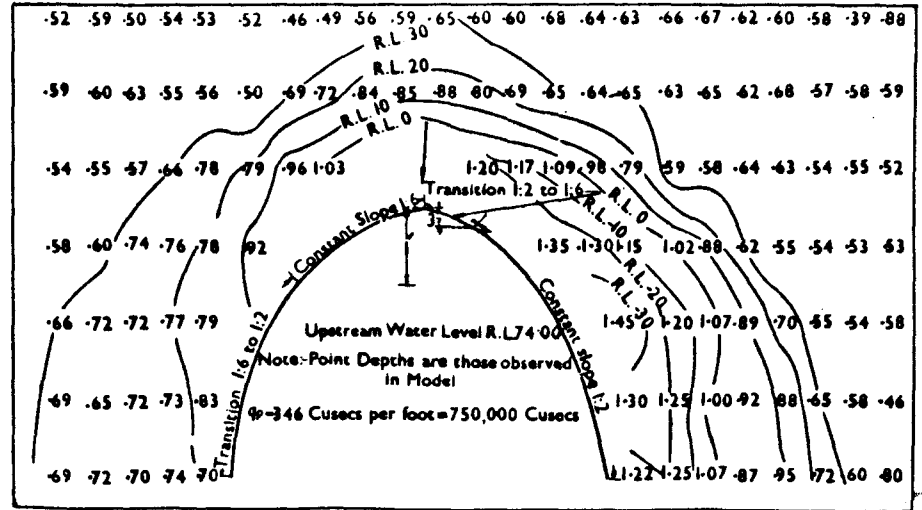 .52 .59 .50 .54 .53 .52 .46 .49 .56 .59 .65 .60 .60 .68 .64 .63 .66 .67 .62 .60 .58 .39 .88
R.L. 30
R.L. 20
.59 .60 .63 .55 .56 .50 .69 .72 .84 .85 .88 .80 .69 .65 .64 .65 .63 .65 .62 .68 .57 .58 .59
R.L. 10
R.L. 0
.54 .55 .57 .66 .78 .79 .96 1.03 1.20 1.17 1.09 .98 .79 .59 .58 .64 .63 .54 .55 .52
Transition 1:2 to 1:6
R.L. 0
Constant Slope 1:6
R.L.-10
.58 .60 .74 .76 .78 .92 1.35 1.30 1.15 1.02 .88 .62 .55 .54 .53 .63
R.L.-20
R.L.-30
.66 .72 .72 .77 .79 1.45 1.20 1.07 .89 .70 .55 .54 .58
Transition 1:6 to 1:2
Constant slope 1:2
Upstream Water Level R.L.74.00
Note:-Point Depths are those observed
in Model
.69 .65 .72 .73 .83 1.30 1.25 1.00 .92 .88 .65 .58 .46
=346 Cusecs per foot=750,000 Cusecs
.69 .72 .70 .74 .70 1.22 1.25 1.07 .87 .95 .72 .60 .80